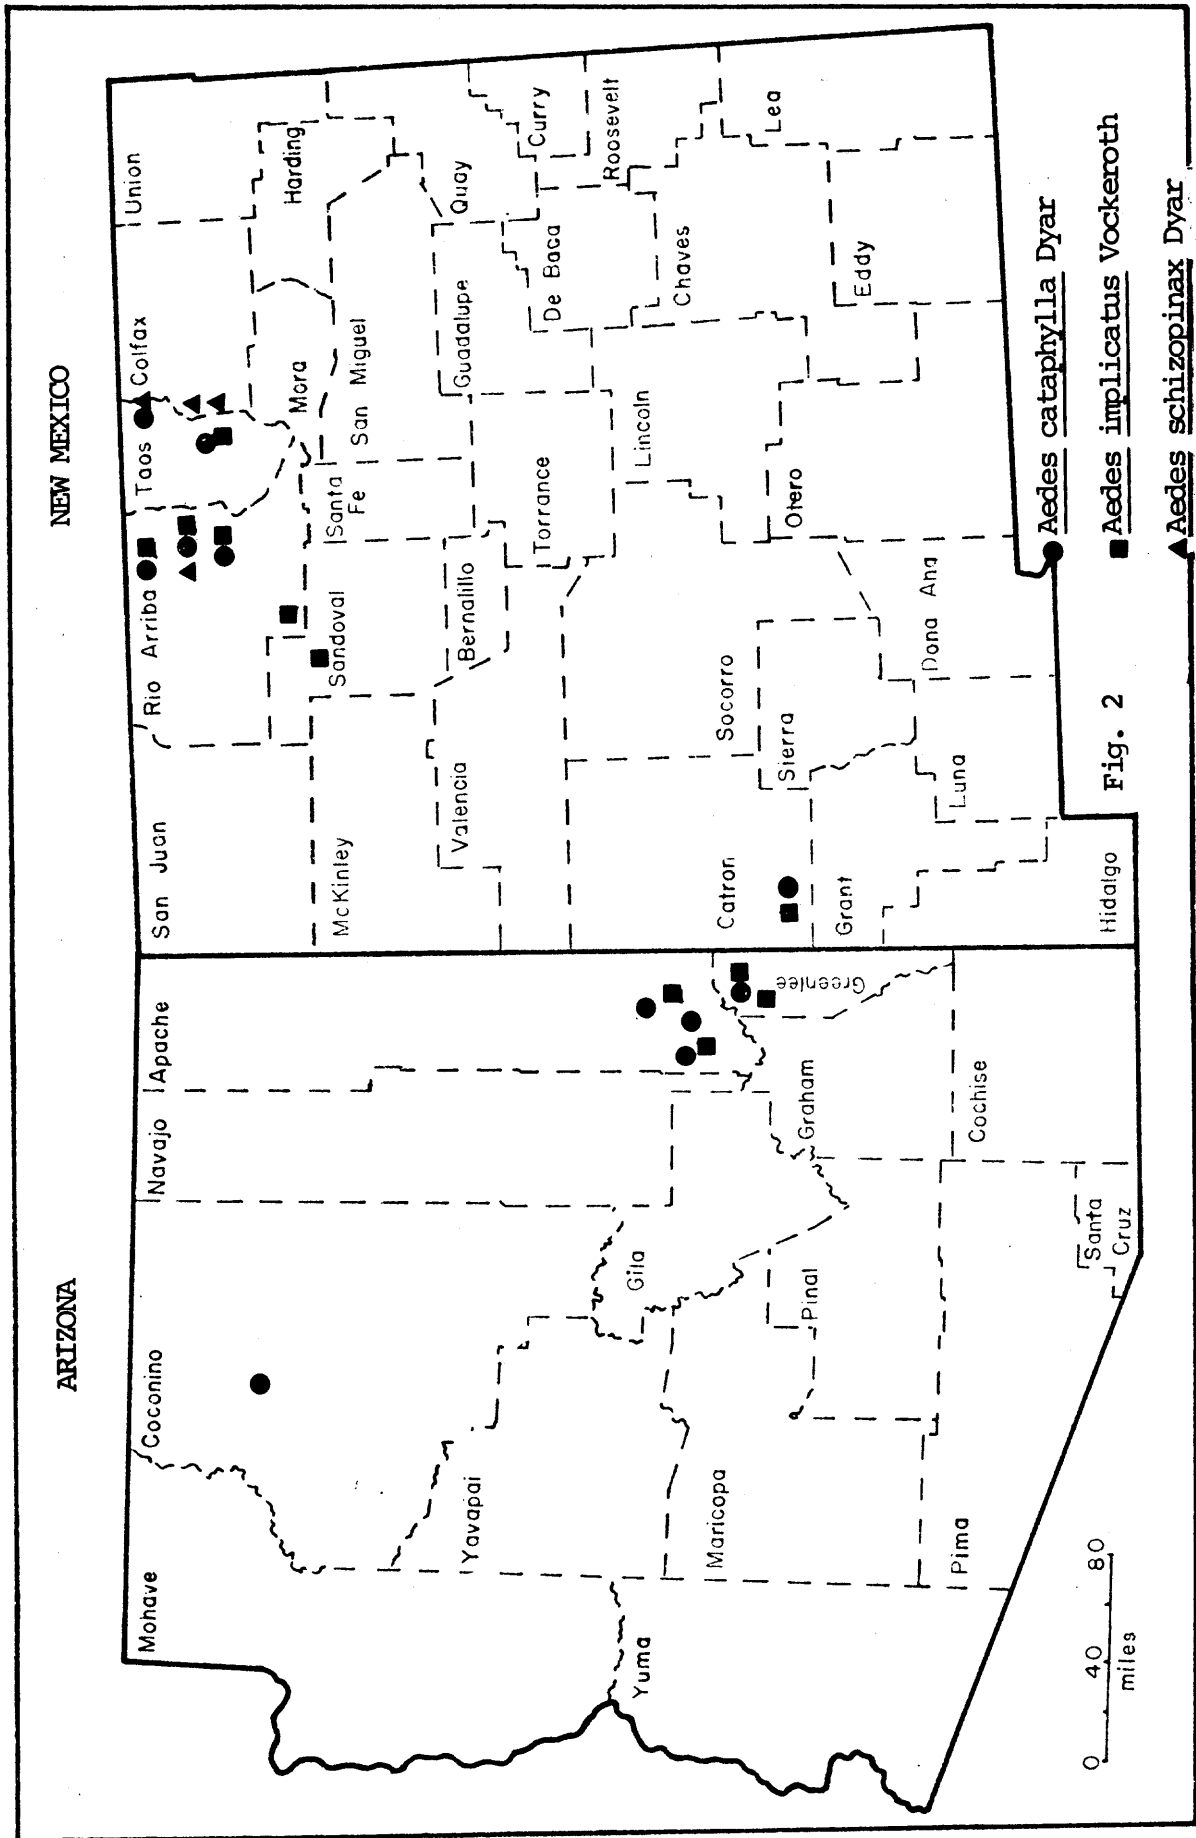 ARIZONA
NEW MEXICO
Mohave
Coconino
Navajo
Apache
San Juan
Rio Arriba
Taos
Colfax
Union
Harding
Mora
San Miguel
McKinley
Sandoval
Santa
Fe
Quay
Guadalupe
Curry
Yavapai
Gila
Valencia
Bernalillo
Torrance
De Baca
Roosevelt
Yuma
Maricopa
Pinal
Graham
Greenlee
Catron
Socorro
Sierra
Lincoln
Chaves
Lea
Otero
Eddy
Grant
Dona Ana
Luna
Pima
Cochise
Santa
Cruz
Hidalgo
0 40 80
miles
Fig. 2
Aedes cataphylla Dyar
Aedes implicatus Vockeroth
Aedes schizopinax Dyar